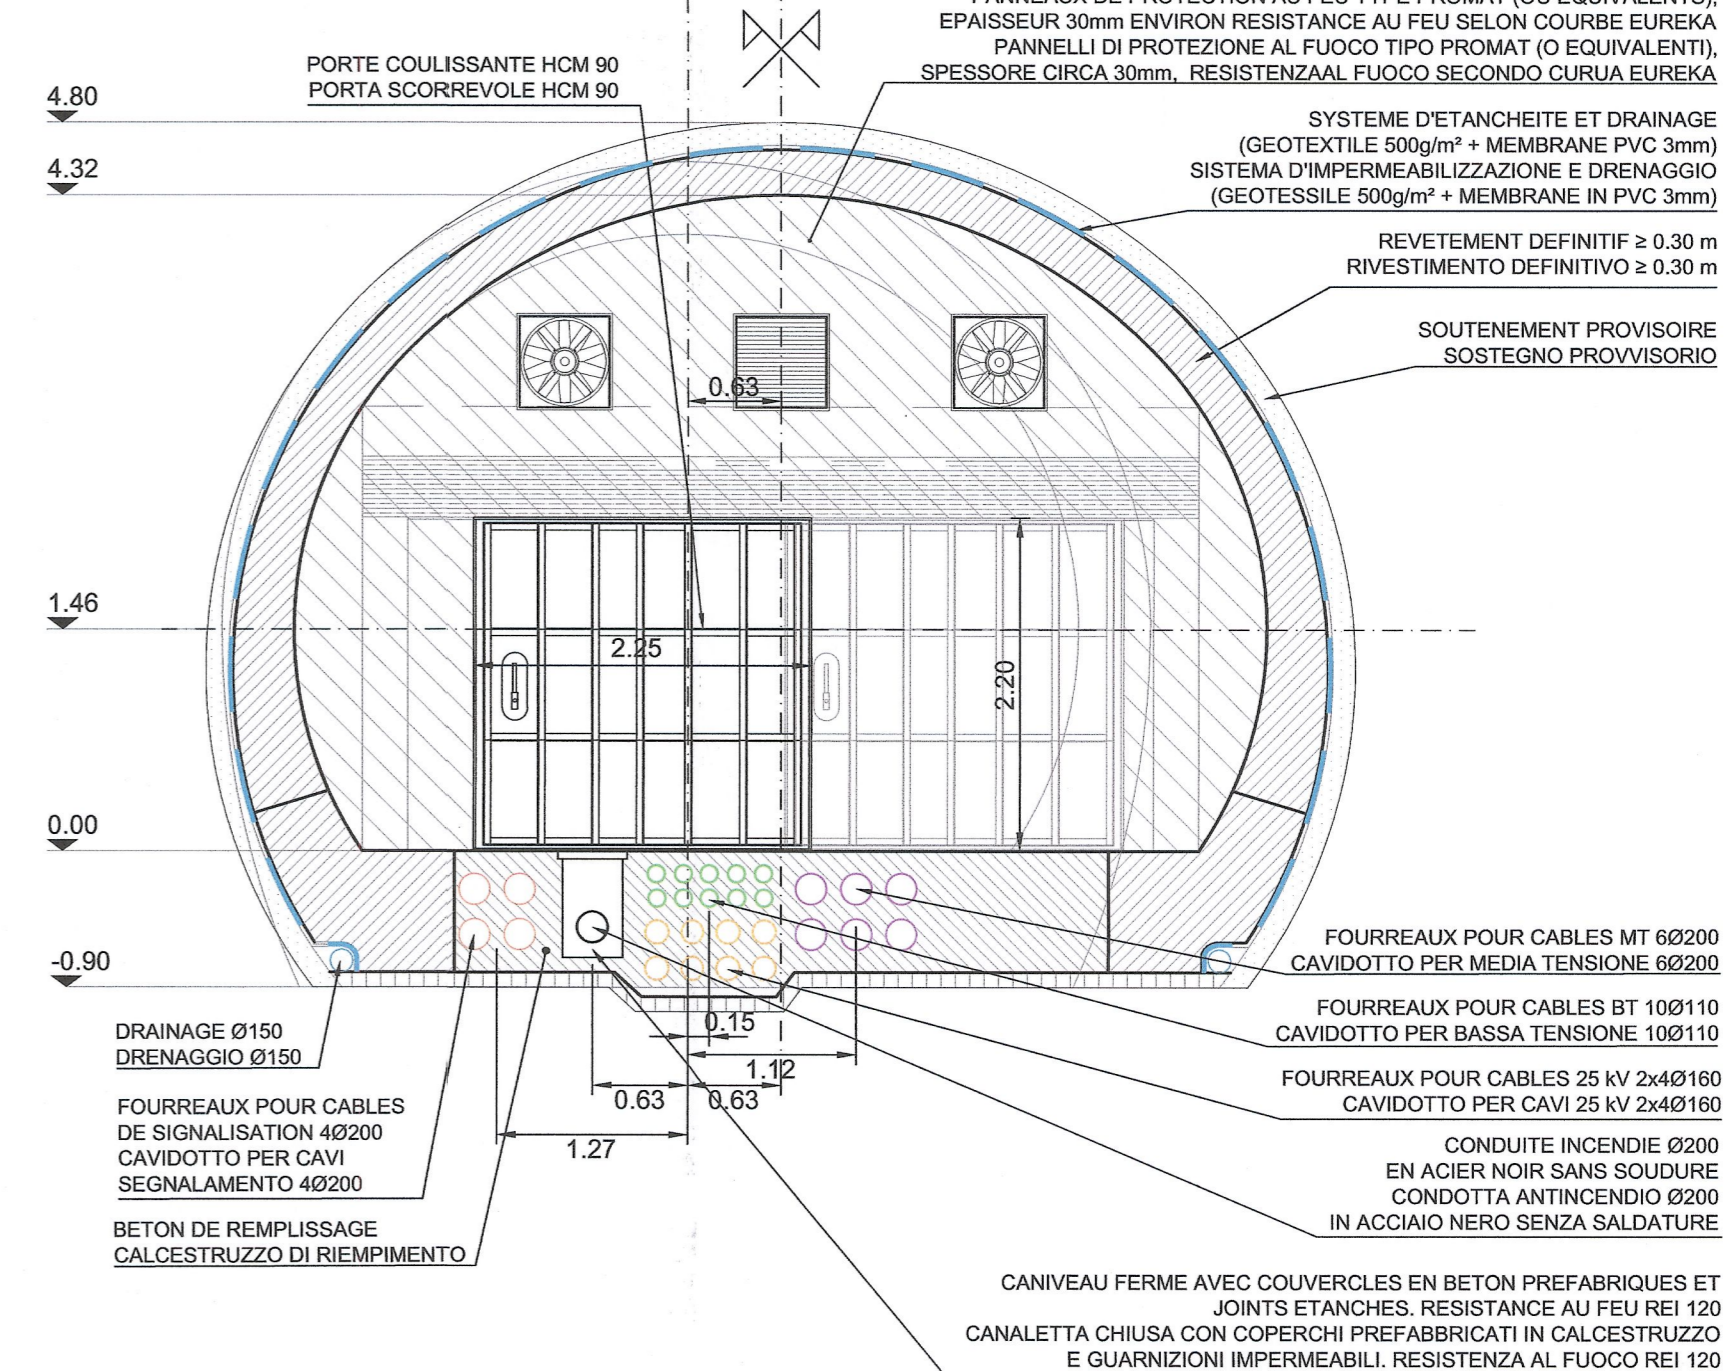 PANNEAUX DE PROTECTION AU FEU TYPE PROMAT (OU EQUIVALENTS),
EPAISSEUR 30mm ENVIRON RESISTANCE AU FEU SELON COURBE EUREKA
PANNELLI DI PROTEZIONE AL FUOCO TIPO PROMAT (O EQUIVALENTI),
SPESSORE CIRCA 30mm, RESISTENZAAL FUOCO SECONDO CURUA EUREKA
PORTE COULISSANTE HCM 90
PORTA SCORREVOLE HCM 90
4.80
4.32
SYSTEME D'ETANCHEITE ET DRAINAGE
(GEOTEXTILE 500g/m² + MEMBRANE PVC 3mm)
SISTEMA D'IMPERMEABILIZZAZIONE E DRENAGGIO
(GEOTESSILE 500g/m² + MEMBRANE IN PVC 3mm)
REVETEMENT DEFINITIF ≥ 0.30 m
RIVESTIMENTO DEFINITIVO ≥ 0.30 m
SOUTENEMENT PROVISOIRE
SOSTEGNO PROVVISORIO
0.63
1.46
2.25
2.20
0.00
-0.90
FOURREAUX POUR CABLES MT 6Ø200
CAVIDOTTO PER MEDIA TENSIONE 6Ø200
FOURREAUX POUR CABLES BT 10Ø110
CAVIDOTTO PER BASSA TENSIONE 10Ø110
FOURREAUX POUR CABLES 25 kV 2x4Ø160
CAVIDOTTO PER CAVI 25 kV 2x4Ø160
CONDUITE INCENDIE Ø200
EN ACIER NOIR SANS SOUDURE
CONDOTTA ANTINCENDIO Ø200
IN ACCIAIO NERO SENZA SALDATURE
0.15
1.12
0.63
0.63
1.27
DRAINAGE Ø150
DRENAGGIO Ø150
FOURREAUX POUR CABLES
DE SIGNALISATION 4Ø200
CAVIDOTTO PER CAVI
SEGNALAMENTO 4Ø200
BETON DE REMPLISSAGE
CALCESTRUZZO DI RIEMPIMENTO
CANIVEAU FERME AVEC COUVERCLES EN BETON PREFABRIQUES ET
JOINTS ETANCHES. RESISTANCE AU FEU REI 120
CANALETTA CHIUSA CON COPERCHI PREFABBRICATI IN CALCESTRUZZO
E GUARNIZIONI IMPERMEABILI. RESISTENZA AL FUOCO REI 120